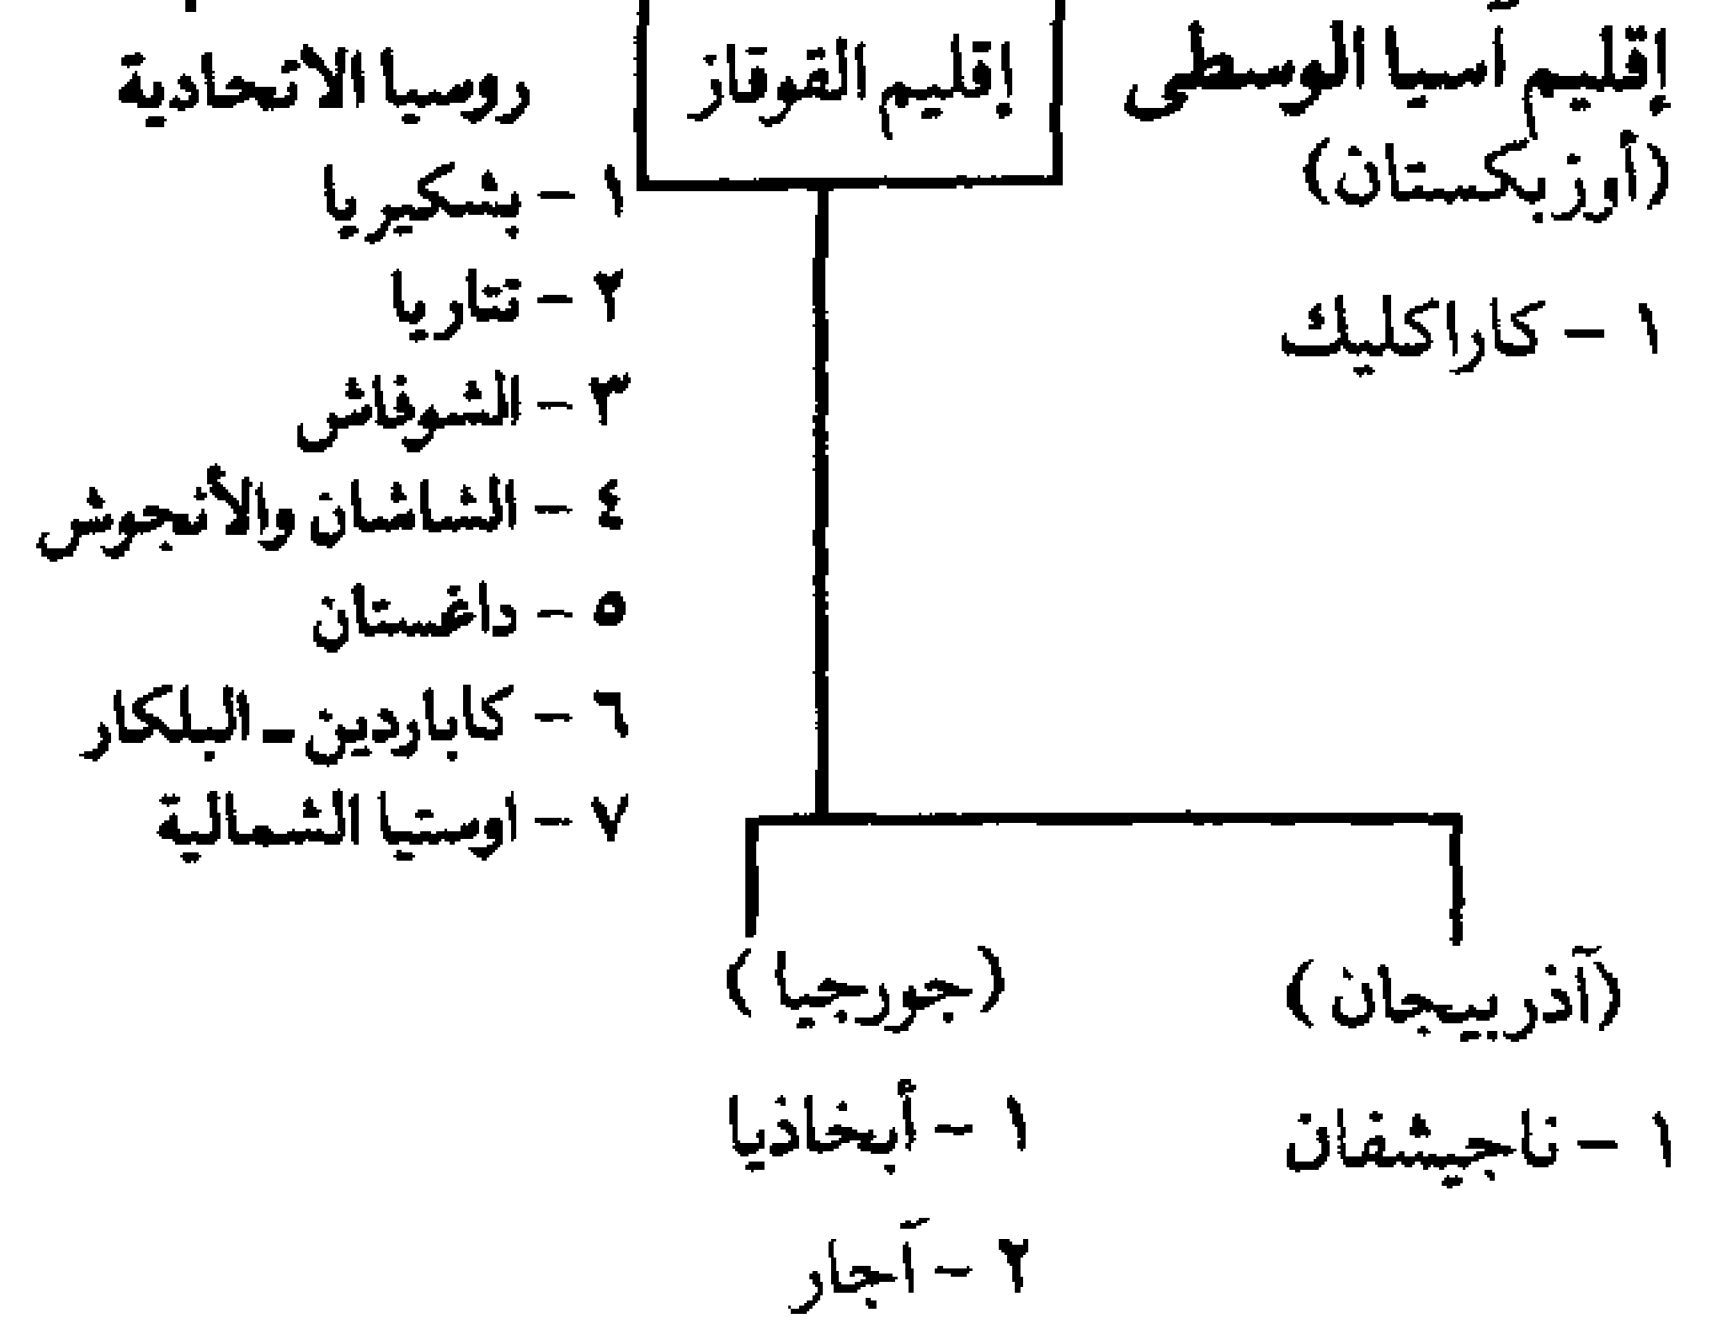 إقليم آسيا الوسطى
(أوزبكستان)
١ - كاراكليك
إقليم القوقاز
(آذربيجان)
١ - ناجيشفان
(جورجيا)
١ - أبخاذيا
٢ - آجار
روسيا الاتحادية
١ - بشكيريا
٢ - تتاريا
٣ - الشوفاش
٤ - الشاشان والأنجوش
٥ - داغستان
٦ - كاباردين - البلكار
٧ - اوستيا الشمالية